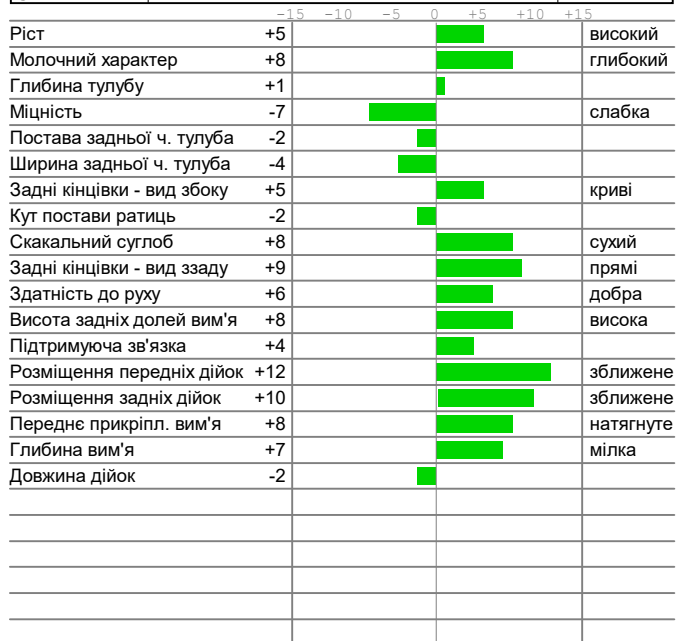 -15 -10 -5 0 +5 +10 +15
Ріст +5 високий
Молочний характер +8 глибокий
Глибина тулубу +1
Міцність -7 слабка
Постава задньої ч. тулуба -2
Ширина задньої ч. тулуба -4
Задні кінцівки - вид збоку +5 криві
Кут постави ратиць -2
Скакальний суглоб +8 сухий
Задні кінцівки - вид ззаду +9 прямі
Здатність до руху +6 добра
Висота задніх долей вим'я +8 висока
Підтримуюча зв'язка +4
Розміщення передніх дійок +12 зближене
Розміщення задніх дійок +10 зближене
Переднє прикріпл. вим'я +8 натягнуте
Глибина вим'я +7 мілка
Довжина дійок -2